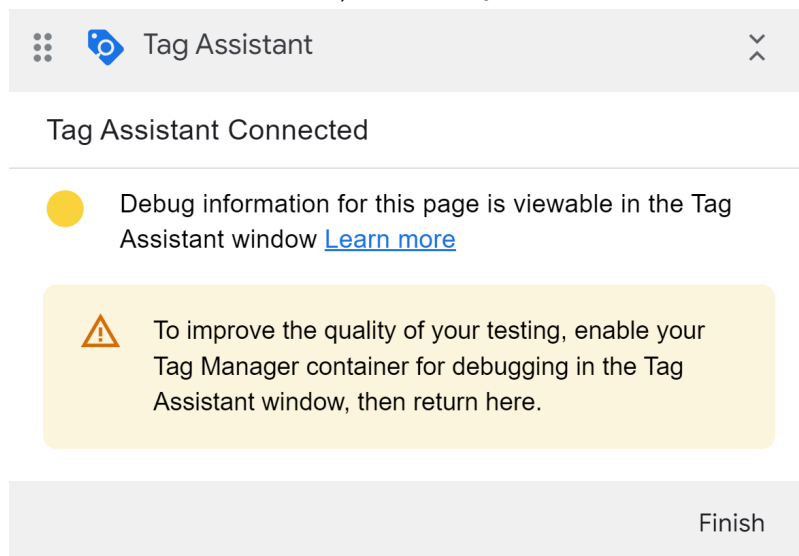 Tag Assistant
Tag Assistant Connected
Debug information for this page is viewable in the Tag
Assistant window Learn more
To improve the quality of your testing, enable your
Tag Manager container for debugging in the Tag
Assistant window, then return here.
Finish